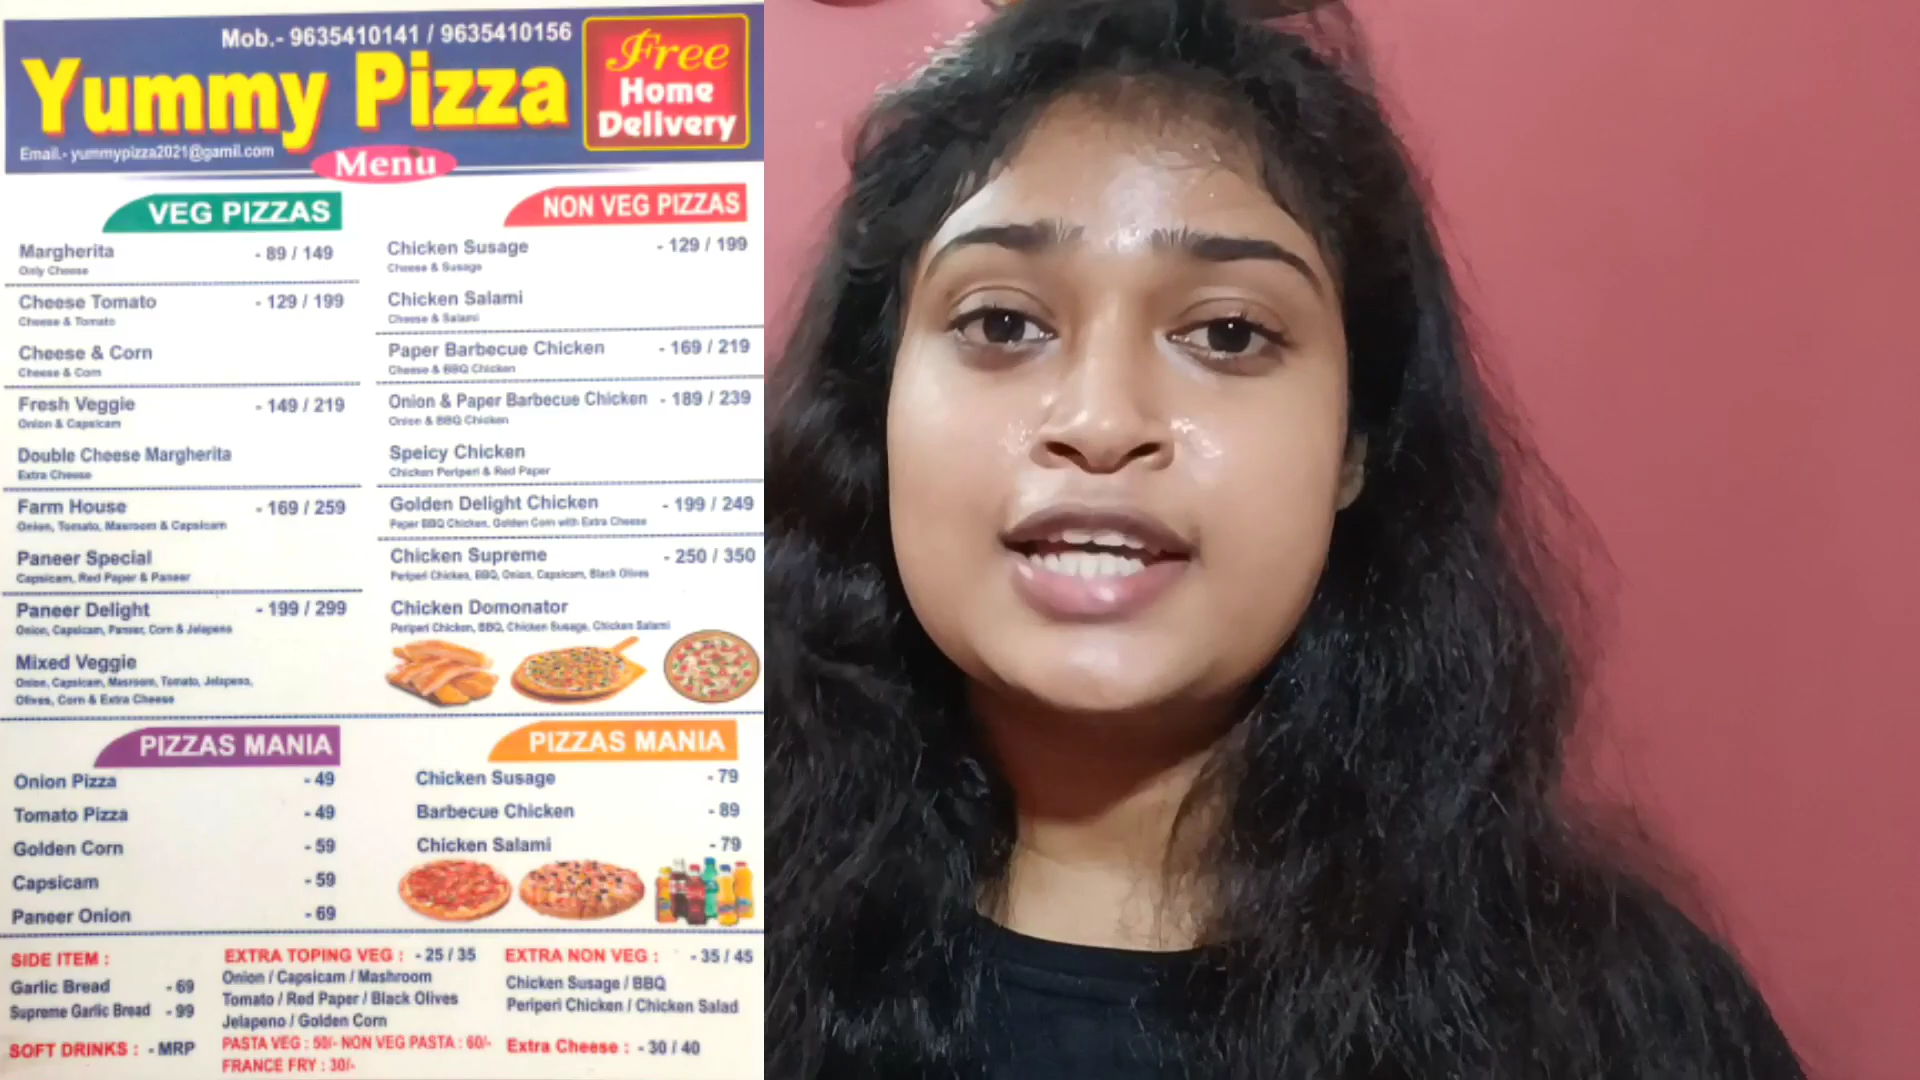 Mob.- 9635410141 / 9635410156
Yummy Pizza
Free
Home
Delivery
Email.- yummypizza2021@gamil.com
Menu
VEG PIZZAS
Margherita - 89 / 149
Only Cheese
Cheese Tomato - 129 / 199
Cheese & Tomato
Cheese & Corn
Cheese & Corn
Fresh Veggie - 149 / 219
Onion & Capsicam
Double Cheese Margherita
Extra Cheese
Farm House - 169 / 259
Onion, Tomato, Masroom & Capsicam
Paneer Special
Capsicam, Red Paper & Paneer
Paneer Delight - 199 / 299
Onion, Capsicam, Panner, Corn & Jelapeno
Mixed Veggie
Onion, Capsicam, Masroom, Tomato, Jelapeno,
Olives, Corn & Extra Cheese
NON VEG PIZZAS
Chicken Susage - 129 / 199
Cheese & Susage
Chicken Salami
Cheese & Salami
Paper Barbecue Chicken - 169 / 219
Cheese & BBQ Chicken
Onion & Paper Barbecue Chicken - 189 / 239
Onion & BBQ Chicken
Speicy Chicken
Chicken Periperi & Red Paper
Golden Delight Chicken - 199 / 249
Paper BBQ Chicken, Golden Corn with Extra Cheese
Chicken Supreme - 250 / 350
Periperi Chicken, BBQ, Onion, Capsicam, Black Olives
Chicken Domonator
Periperi Chicken, BBQ, Chicken Susage, Chicken Salami
PIZZAS MANIA
Onion Pizza - 49
Tomato Pizza - 49
Golden Corn - 59
Capsicam - 59
Paneer Onion - 69
PIZZAS MANIA
Chicken Susage - 79
Barbecue Chicken - 89
Chicken Salami - 79
SIDE ITEM :
Garlic Bread - 69
Supreme Garlic Bread - 99
SOFT DRINKS : - MRP
EXTRA TOPING VEG : - 25 / 35
Onion / Capsicam / Mashroom
Tomato / Red Paper / Black Olives
Jelapeno / Golden Corn
PASTA VEG : 50/- NON VEG PASTA : 60/-
FRANCE FRY : 30/-
EXTRA NON VEG : - 35 / 45
Chicken Susage / BBQ
Periperi Chicken / Chicken Salad
Extra Cheese : - 30 / 40